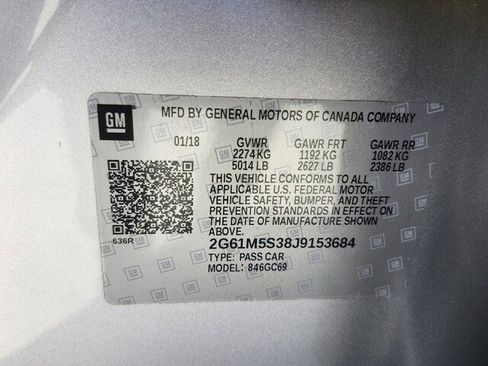 GM
MFD BY GENERAL MOTORS OF CANADA COMPANY
01/18 GVWR GAWR FRT GAWR RR
2274 KG 1192 KG 1082 KG
5014 LB 2627 LB 2386 LB
THIS VEHICLE CONFORMS TO ALL
APPLICABLE U.S. FEDERAL MOTOR
VEHICLE SAFETY, BUMPER, AND THEFT
PREVENTION STANDARDS IN EFFECT ON
THE DATE OF MANUFACTURE SHOWN
ABOVE.
636R
2G61M5S38J9153684
TYPE: PASS CAR
MODEL: 846GC69